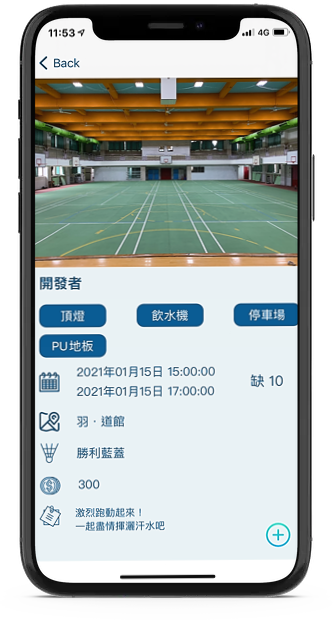 11:53
4G
Back
開發者
頂燈 飲水機 停車場
PU地板
2021年01月15日 15:00:00
2021年01月15日 17:00:00
缺 10
羽·道館
勝利藍蓋
300
激烈跑動起來！
一起盡情揮灑汗水吧